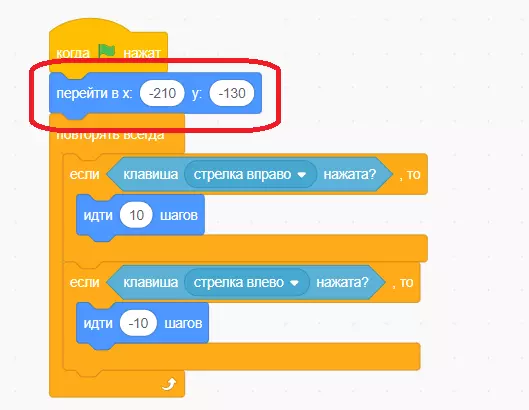 когда нажат
перейти в x: -210 y: -130
повторять всегда
если клавиша стрелка вправо нажата? , то
идти 10 шагов
если клавиша стрелка влево нажата? , то
идти -10 шагов